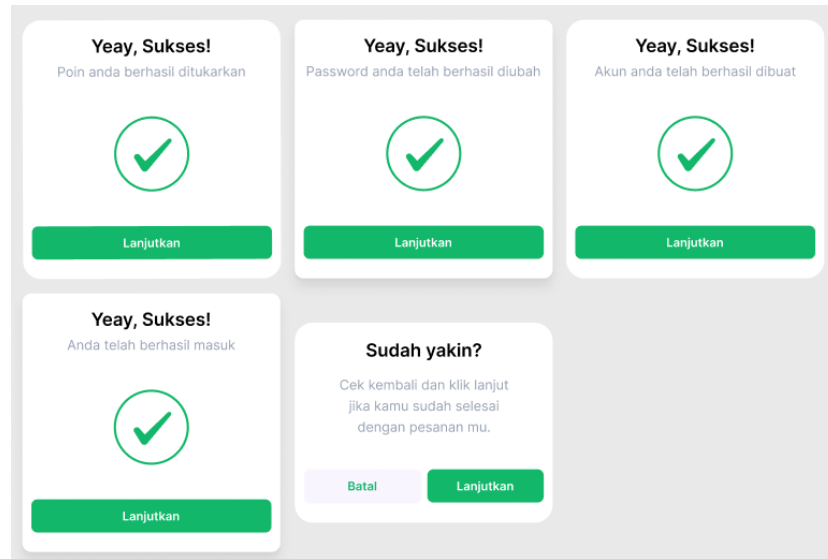 Yeay, Sukses!
Poin anda berhasil ditukarkan
Lanjutkan
Yeay, Sukses!
Password anda telah berhasil diubah
Lanjutkan
Yeay, Sukses!
Akun anda telah berhasil dibuat
Lanjutkan
Yeay, Sukses!
Anda telah berhasil masuk
Lanjutkan
Sudah yakin?
Cek kembali dan klik lanjut
jika kamu sudah selesai
dengan pesanan mu.
Batal
Lanjutkan